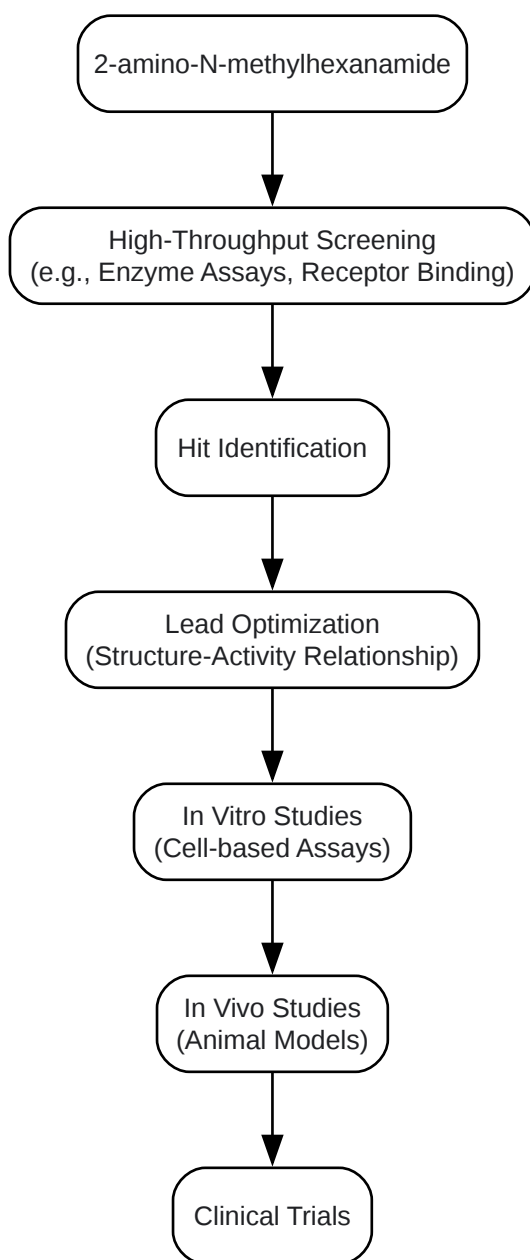 2-amino-N-methylhexanamide
High-Throughput Screening
(e.g., Enzyme Assays, Receptor Binding)
Hit Identification
Lead Optimization
(Structure-Activity Relationship)
In Vitro Studies
(Cell-based Assays)
In Vivo Studies
(Animal Models)
Clinical Trials